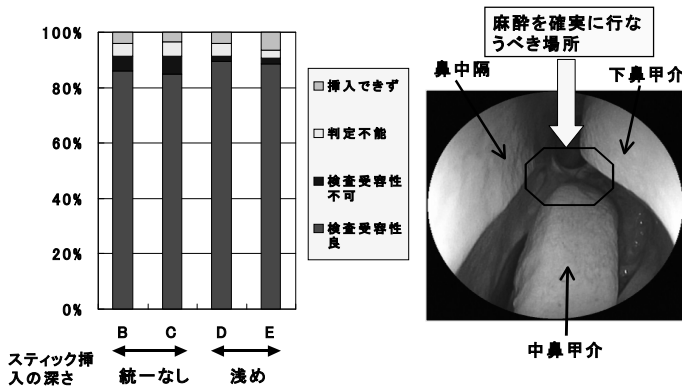 100%
80%
60%
40%
20%
0%
B C D E
スティック挿
入の深さ
統一なし 浅め
挿入できず
判定不能
検査受容性
不可
検査受容性
良
麻酔を確実に行な
うべき場所
鼻中隔
下鼻甲介
中鼻甲介